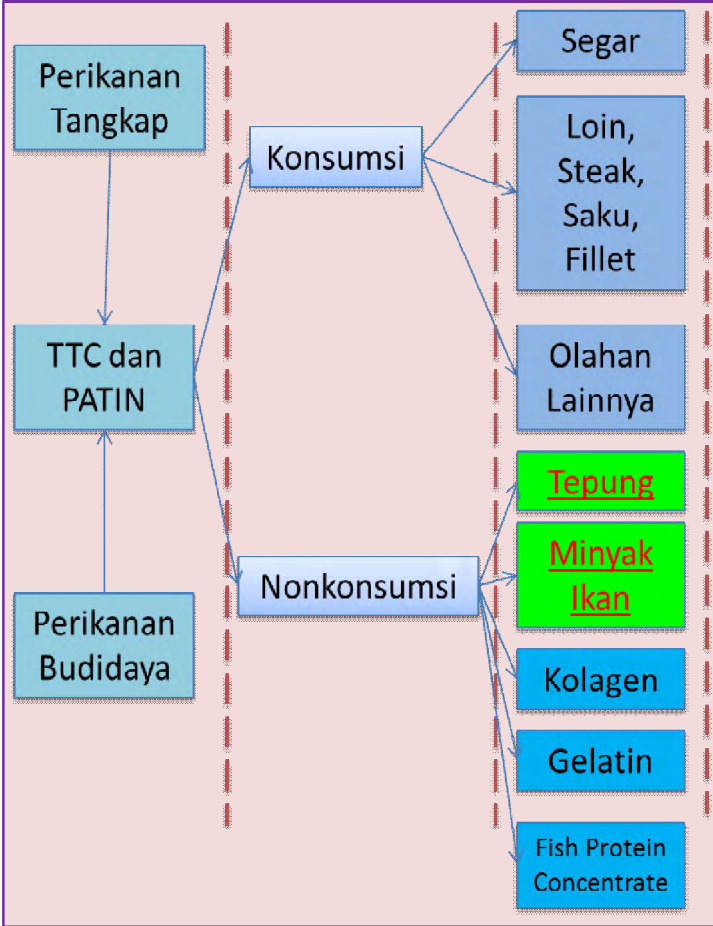 Perikanan
Tangkap
TTC dan
PATIN
Perikanan
Budidaya
Konsumsi
Nonkonsumsi
Segar
Loin,
Steak,
Saku,
Fillet
Olahan
Lainnya
Tepung
Minyak
Ikan
Kolagen
Gelatin
Fish Protein
Concentrate